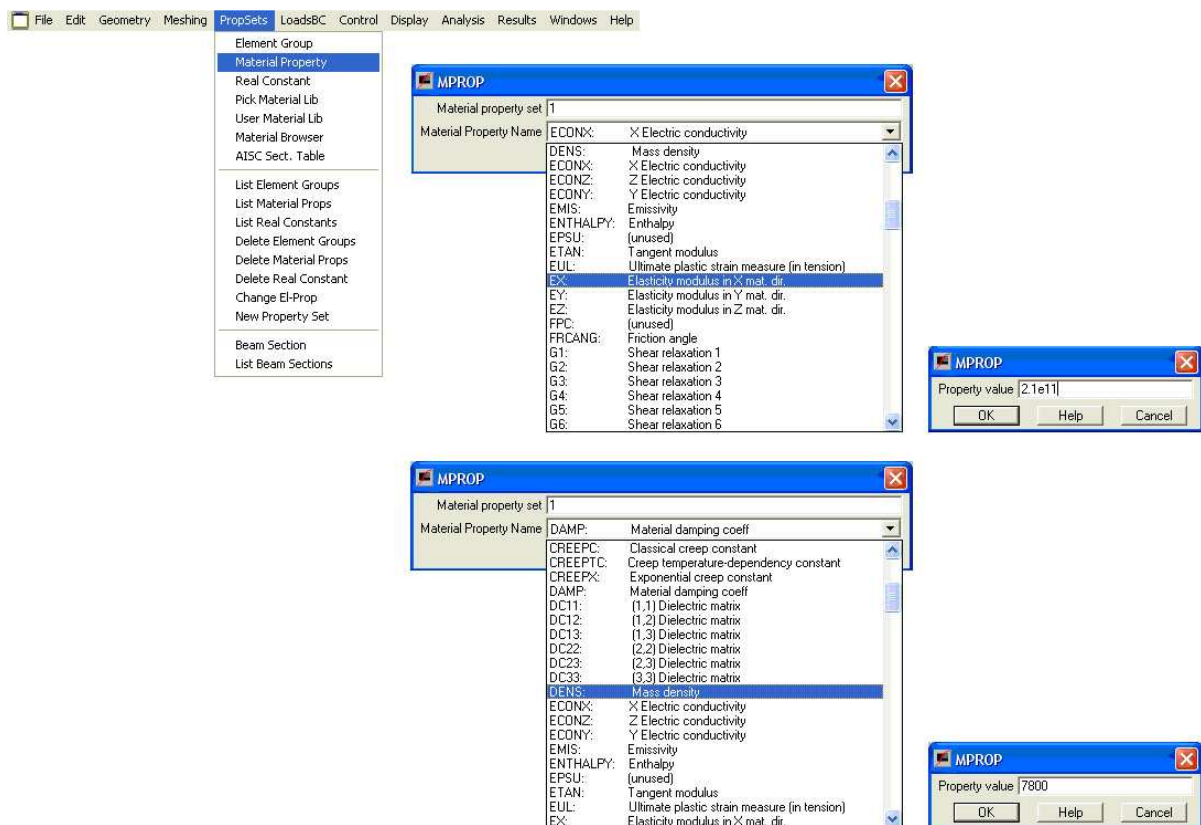 File Edit Geometry Meshing PropSets LoadsBC Control Display Analysis Results Windows Help
Element Group
Material Property
Real Constant
Pick Material Lib
User Material Lib
Material Browser
AISC Sect. Table
List Element Groups
List Material Props
List Real Constants
Delete Element Groups
Delete Material Props
Delete Real Constant
Change El-Prop
New Property Set
Beam Section
List Beam Sections
MPROP
Material property set 1
Material Property Name ECONX: X Electric conductivity
DENS: Mass density
ECONX: X Electric conductivity
ECONZ: Z Electric conductivity
ECONY: Y Electric conductivity
EMIS: Emissivity
ENTHALPY: Enthalpy
EPSU: (unused)
ETAN: Tangent modulus
EUL: Ultimate plastic strain measure (in tension)
EX: Elasticity modulus in X mat. dir.
EY: Elasticity modulus in Y mat. dir.
EZ: Elasticity modulus in Z mat. dir.
FPC: (unused)
FRCANG: Friction angle
G1: Shear relaxation 1
G2: Shear relaxation 2
G3: Shear relaxation 3
G4: Shear relaxation 4
G5: Shear relaxation 5
G6: Shear relaxation 6
MPROP
Property value 2.1e11
OK Help Cancel
MPROP
Material property set 1
Material Property Name DAMP: Material damping coeff
CREEPC: Classical creep constant
CREEPTC: Creep temperature-dependency constant
CREEPX: Exponential creep constant
DAMP: Material damping coeff
DC11: (1,1) Dielectric matrix
DC12: (1,2) Dielectric matrix
DC13: (1,3) Dielectric matrix
DC22: (2,2) Dielectric matrix
DC23: (2,3) Dielectric matrix
DC33: (3,3) Dielectric matrix
DENS: Mass density
ECONX: X Electric conductivity
ECONZ: Z Electric conductivity
ECONY: Y Electric conductivity
EMIS: Emissivity
ENTHALPY: Enthalpy
EPSU: (unused)
ETAN: Tangent modulus
EUL: Ultimate plastic strain measure (in tension)
EX: Elasticity modulus in X mat. dir.
MPROP
Property value 7800
OK Help Cancel